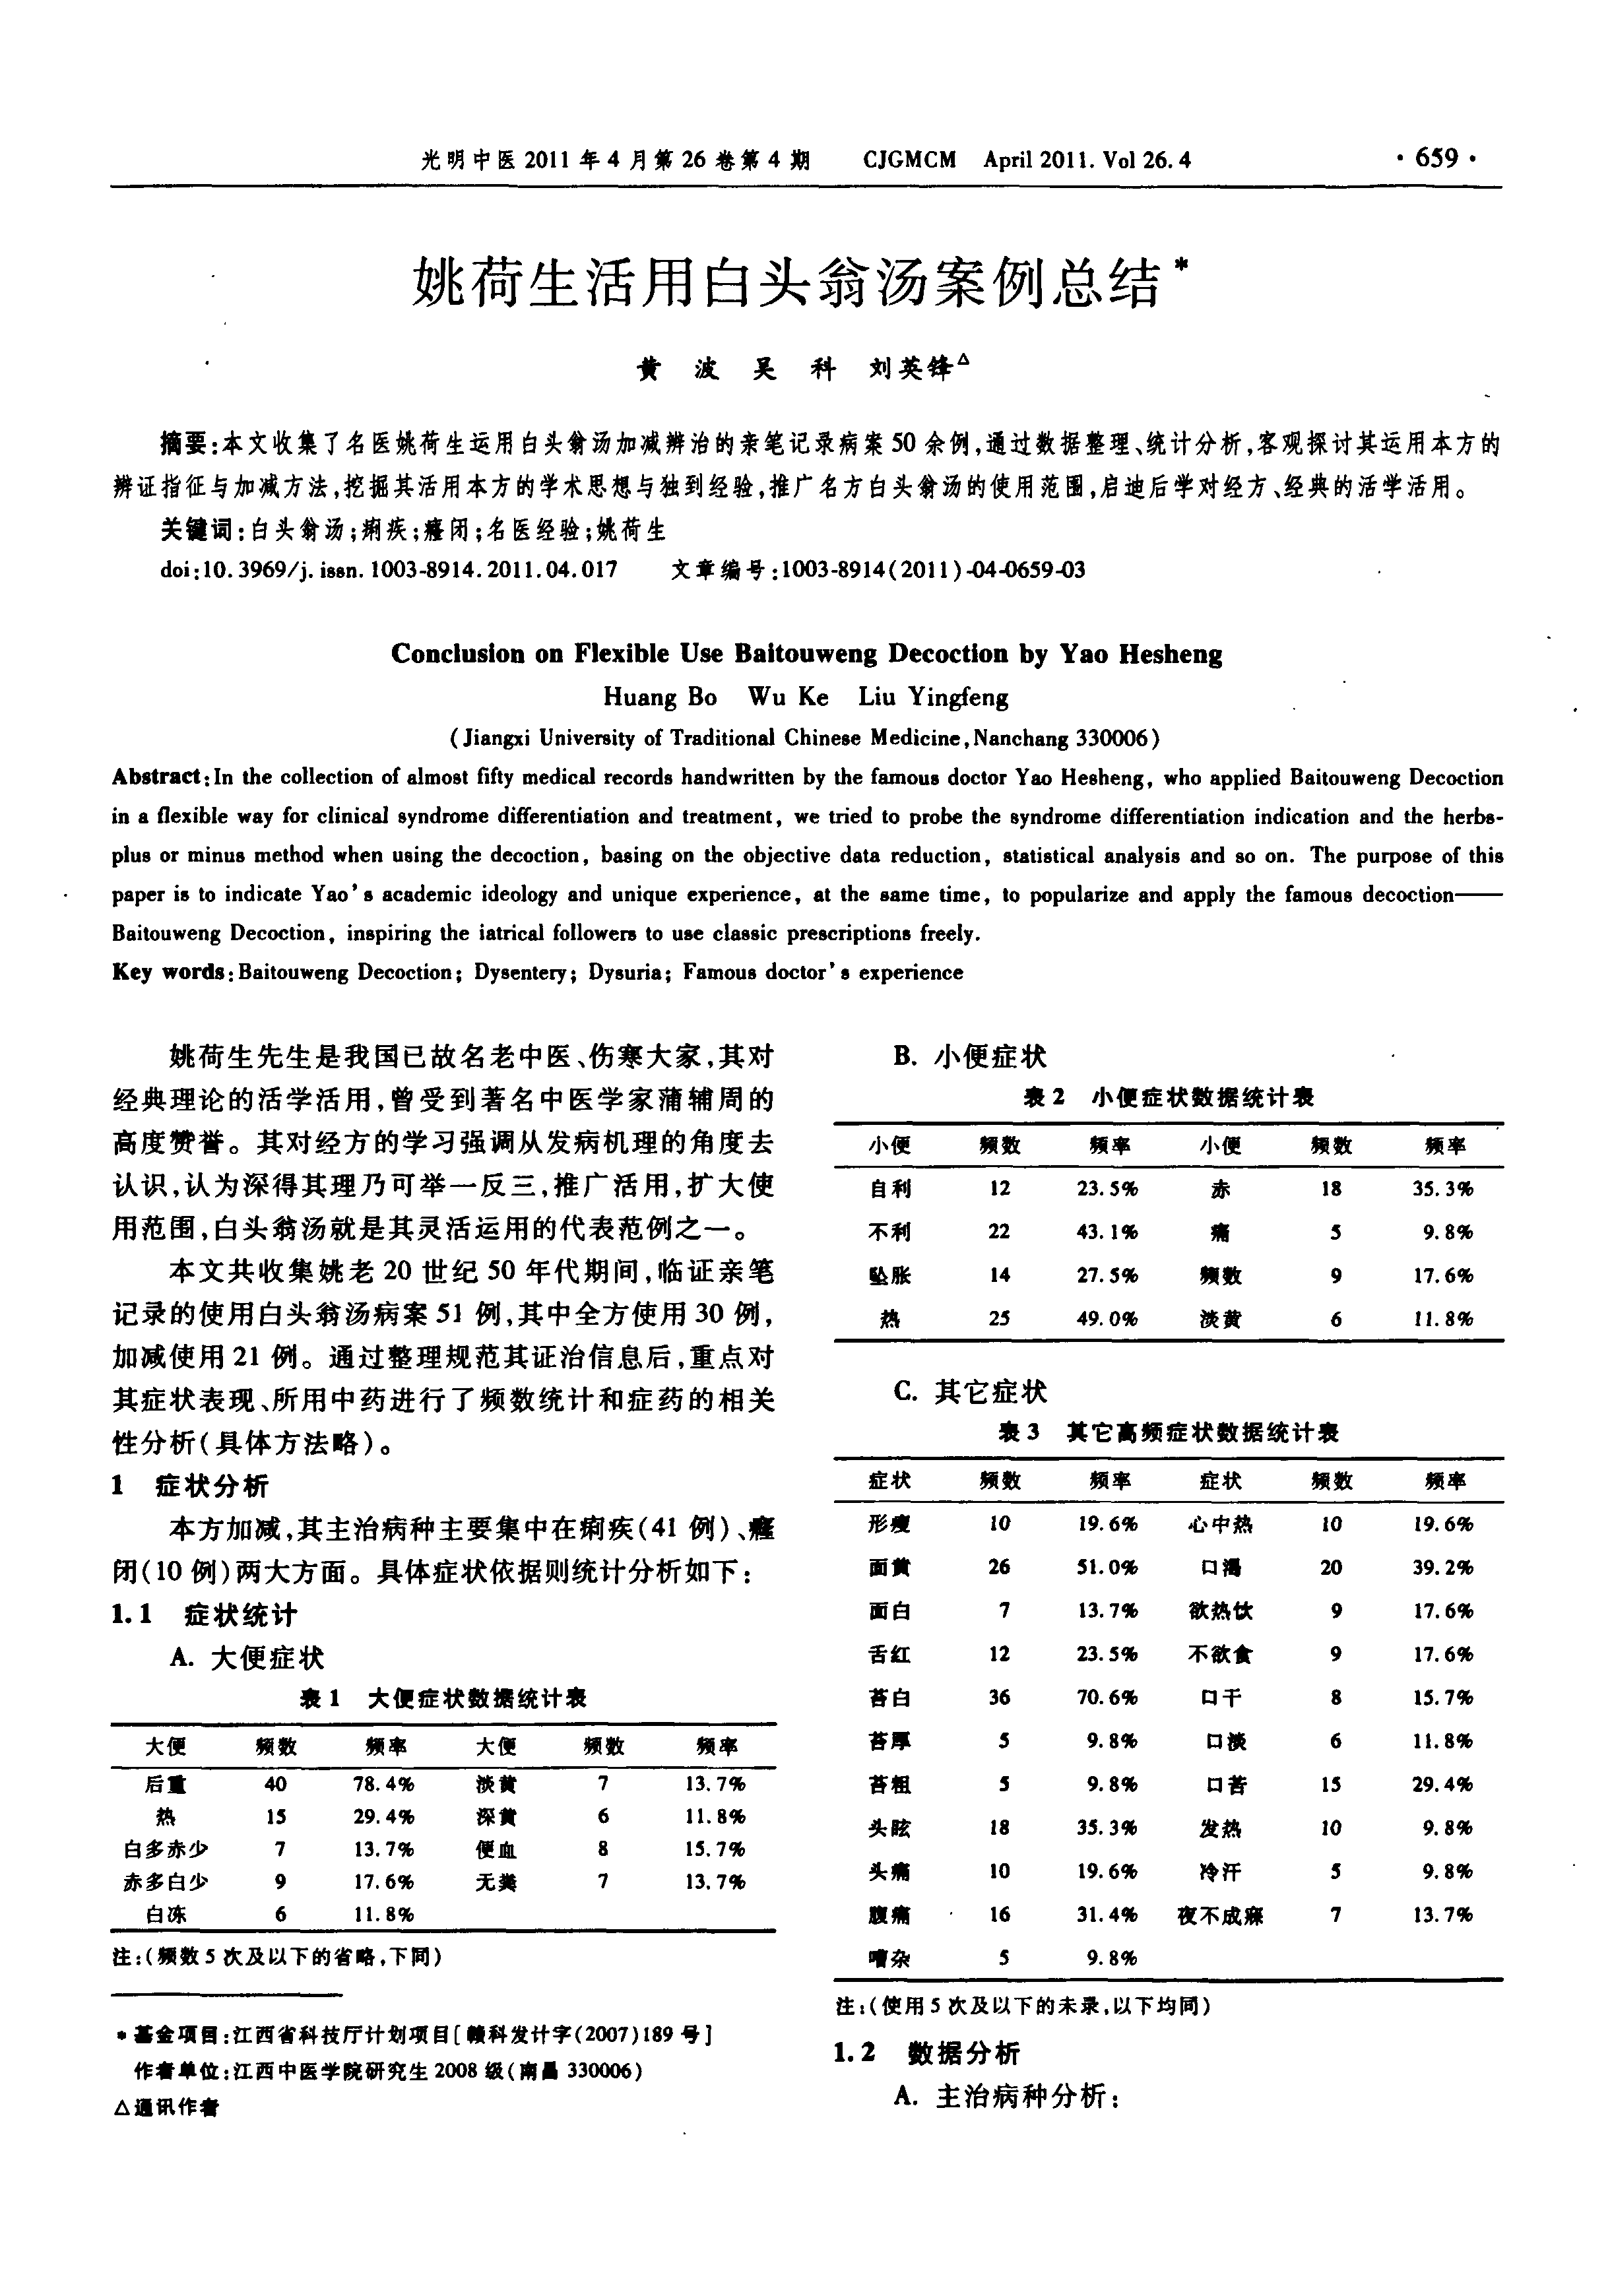 光明中医 2011 年 4 月第 26 卷第 4 期 CJGMCM April 2011. Vol 26. 4 · 659 ·
姚荷生活用白头翁汤案例总结*
黄 波 吴 科 刘英锋△
摘要:本文收集了名医姚荷生运用白头翁汤加减辨治的亲笔记录病案 50 余例,通过数据整理、统计分析,客观探讨其运用本方的
辨证指征与加减方法,挖掘其活用本方的学术思想与独到经验,推广名方白头翁汤的使用范围,启迪后学对经方、经典的活学活用。
关键词:白头翁汤;痢疾;癃闭;名医经验;姚荷生
doi:10.3969/j.issn.1003-8914.2011.04.017 文章编号:1003-8914(2011)-04-0659-03
Conclusion on Flexible Use Baitouweng Decoction by Yao Hesheng
Huang Bo Wu Ke Liu Yingfeng
(Jiangxi University of Traditional Chinese Medicine,Nanchang 330006)
Abstract:In the collection of almost fifty medical records handwritten by the famous doctor Yao Hesheng, who applied Baitouweng Decoction
in a flexible way for clinical syndrome differentiation and treatment, we tried to probe the syndrome differentiation indication and the herbs-
plus or minus method when using the decoction, basing on the objective data reduction, statistical analysis and so on. The purpose of this
paper is to indicate Yao's academic ideology and unique experience, at the same time, to popularize and apply the famous decoction——
Baitouweng Decoction, inspiring the iatrical followers to use classic prescriptions freely.
Key words:Baitouweng Decoction; Dysentery; Dysuria; Famous doctor's experience
姚荷生先生是我国已故名老中医、伤寒大家,其对
经典理论的活学活用,曾受到著名中医学家蒲辅周的
高度赞誉。其对经方的学习强调从发病机理的角度去
认识,认为深得其理乃可举一反三,推广活用,扩大使
用范围,白头翁汤就是其灵活运用的代表范例之一。
本文共收集姚老 20 世纪 50 年代期间,临证亲笔
记录的使用白头翁汤病案 51 例,其中全方使用 30 例,
加减使用 21 例。通过整理规范其证治信息后,重点对
其症状表现、所用中药进行了频数统计和症药的相关
性分析(具体方法略)。
1 症状分析
本方加减,其主治病种主要集中在痢疾(41 例)、癃
闭(10 例)两大方面。具体症状依据则统计分析如下:
1.1 症状统计
A. 大便症状
表 1 大便症状数据统计表
大便 频数 频率 大便 频数 频率
后重 40 78.4% 淡黄 7 13.7%
热 15 29.4% 深黄 6 11.8%
白多赤少 7 13.7% 便血 8 15.7%
赤多白少 9 17.6% 无粪 7 13.7%
白冻 6 11.8%
注:(频数 5 次及以下的省略,下同)
* 基金项目:江西省科技厅计划项目[赣科发计字(2007)189 号]
作者单位:江西中医学院研究生 2008 级(南昌 330006)
△通讯作者
B. 小便症状
表 2 小便症状数据统计表
小便 频数 频率 小便 频数 频率
自利 12 23.5% 赤 18 35.3%
不利 22 43.1% 痛 5 9.8%
坠胀 14 27.5% 频数 9 17.6%
热 25 49.0% 淡黄 6 11.8%
C. 其它症状
表 3 其它高频症状数据统计表
症状 频数 频率 症状 频数 频率
形瘦 10 19.6% 心中热 10 19.6%
面黄 26 51.0% 口渴 20 39.2%
面白 7 13.7% 欲热饮 9 17.6%
舌红 12 23.5% 不欲食 9 17.6%
苔白 36 70.6% 口干 8 15.7%
苔厚 5 9.8% 口淡 6 11.8%
苔粗 5 9.8% 口苦 15 29.4%
头眩 18 35.3% 发热 10 9.8%
头痛 10 19.6% 冷汗 5 9.8%
腹痛 16 31.4% 夜不成寐 7 13.7%
嘈杂 5 9.8%
注:(使用 5 次及以下的未录,以下均同)
1.2 数据分析
A. 主治病种分析: